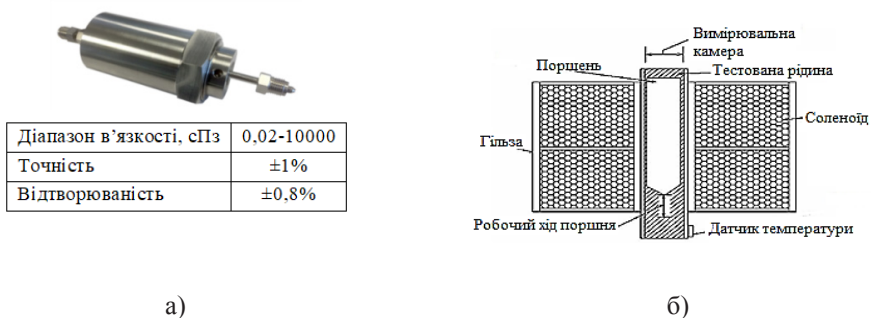 Діапазон в’язкості, сПз 0,02-10000
Точність ±1%
Відтворюваність ±0,8%
Вимірювальна
камера
Поршень
Тестована рідина
Соленоїд
Гільза
Робочий хід поршня
Датчик температури
а)
б)